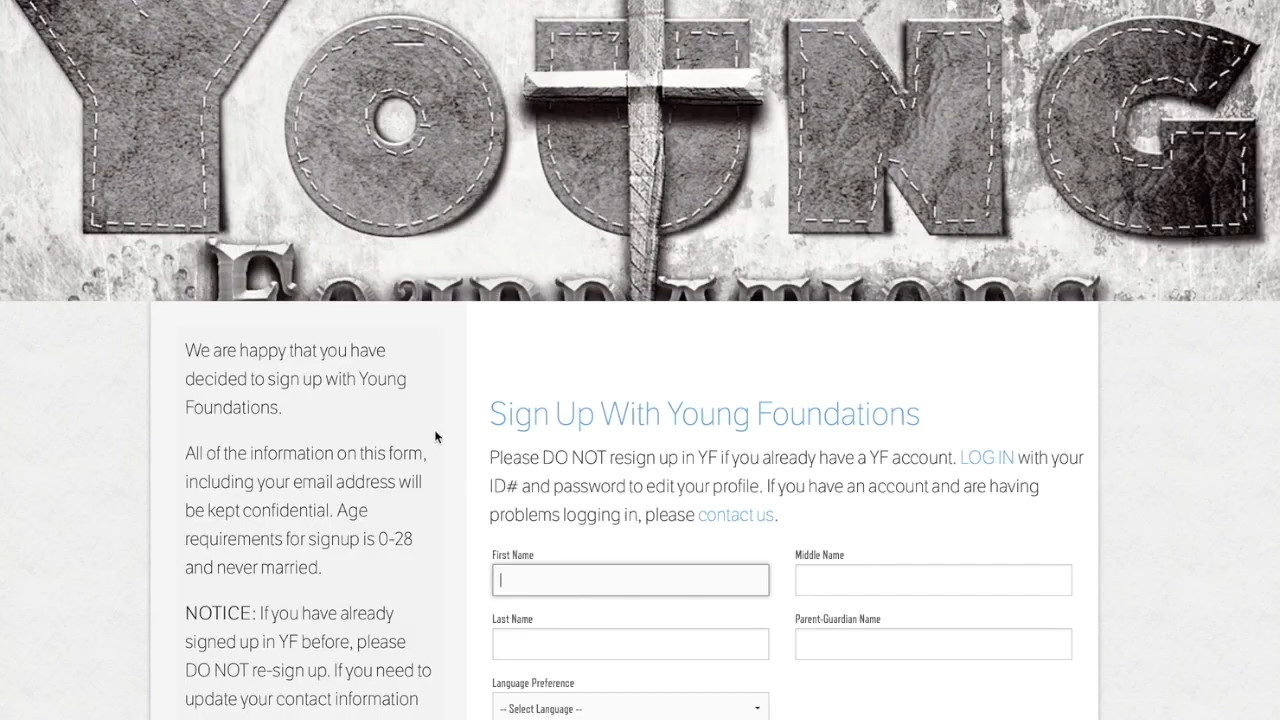 YOUNG
FOUNDATIONS
We are happy that you have
decided to sign up with Young
Foundations.
All of the information on this form,
including your email address will
be kept confidential. Age
requirements for signup is 0-28
and never married.
NOTICE: If you have already
signed up in YF before, please
DO NOT re-sign up. If you need to
update your contact information
Sign Up With Young Foundations
Please DO NOT resign up in YF if you already have a YF account. LOG IN with your
ID# and password to edit your profile. If you have an account and are having
problems logging in, please contact us.
First Name
Middle Name
Last Name
Parent-Guardian Name
Language Preference
-- Select Language --